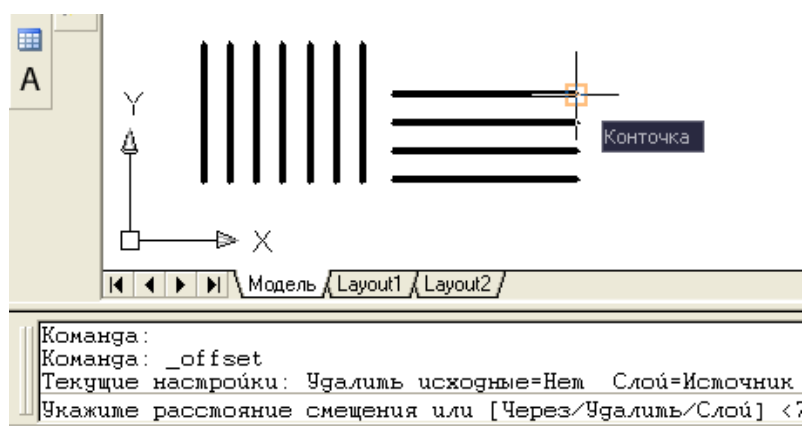 A
Y
Конточка
X
Модель Layout1 Layout2
Команда:
Команда: _offset
Текущие настройки: Удалить исходные=Нет Слой=Источник
Укажите расстояние смещения или [Через/Удалить/Слой] <7